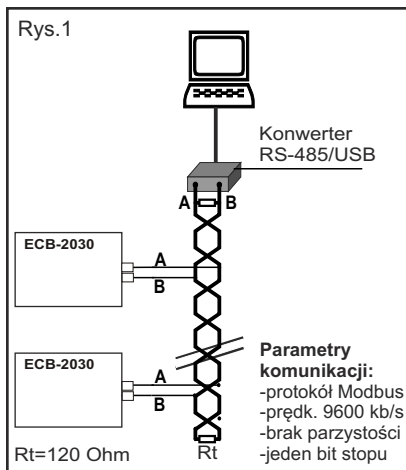 Rys.1
Konwerter
RS-485/USB
A B
ECB-2030
A
B
ECB-2030
A
B
Parametry
komunikacji:
-protokół Modbus
-prędk. 9600 kb/s
-brak parzystości
-jeden bit stopu
Rt=120 Ohm
Rt